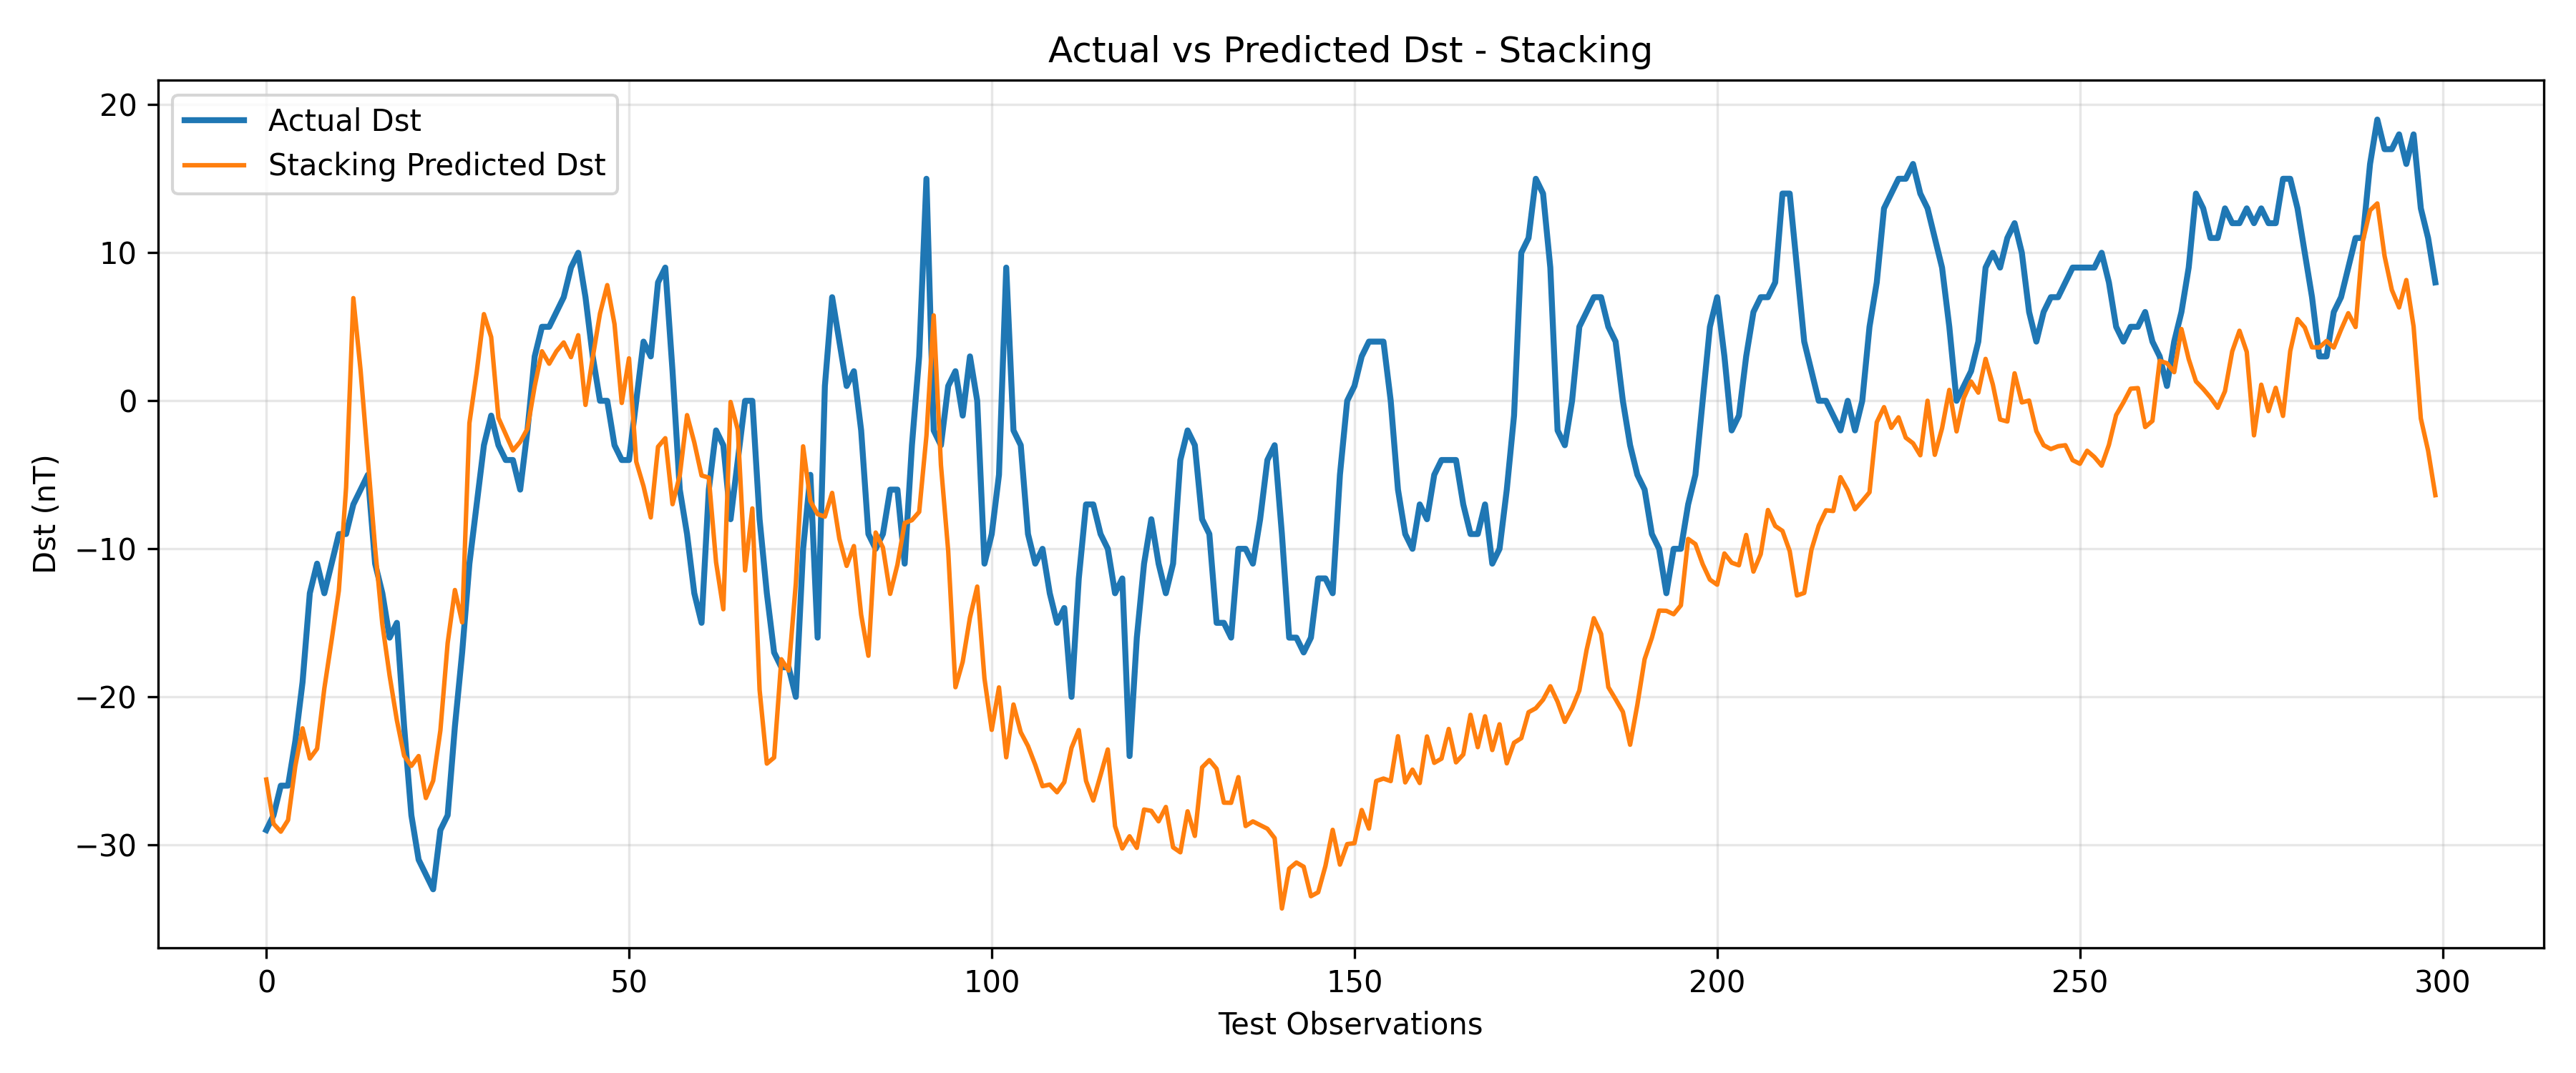 Actual vs Predicted Dst - Stacking
Actual Dst
Stacking Predicted Dst
Dst (nT)
20
10
0
−10
−20
−30
0 50 100 150 200 250 300
Test Observations